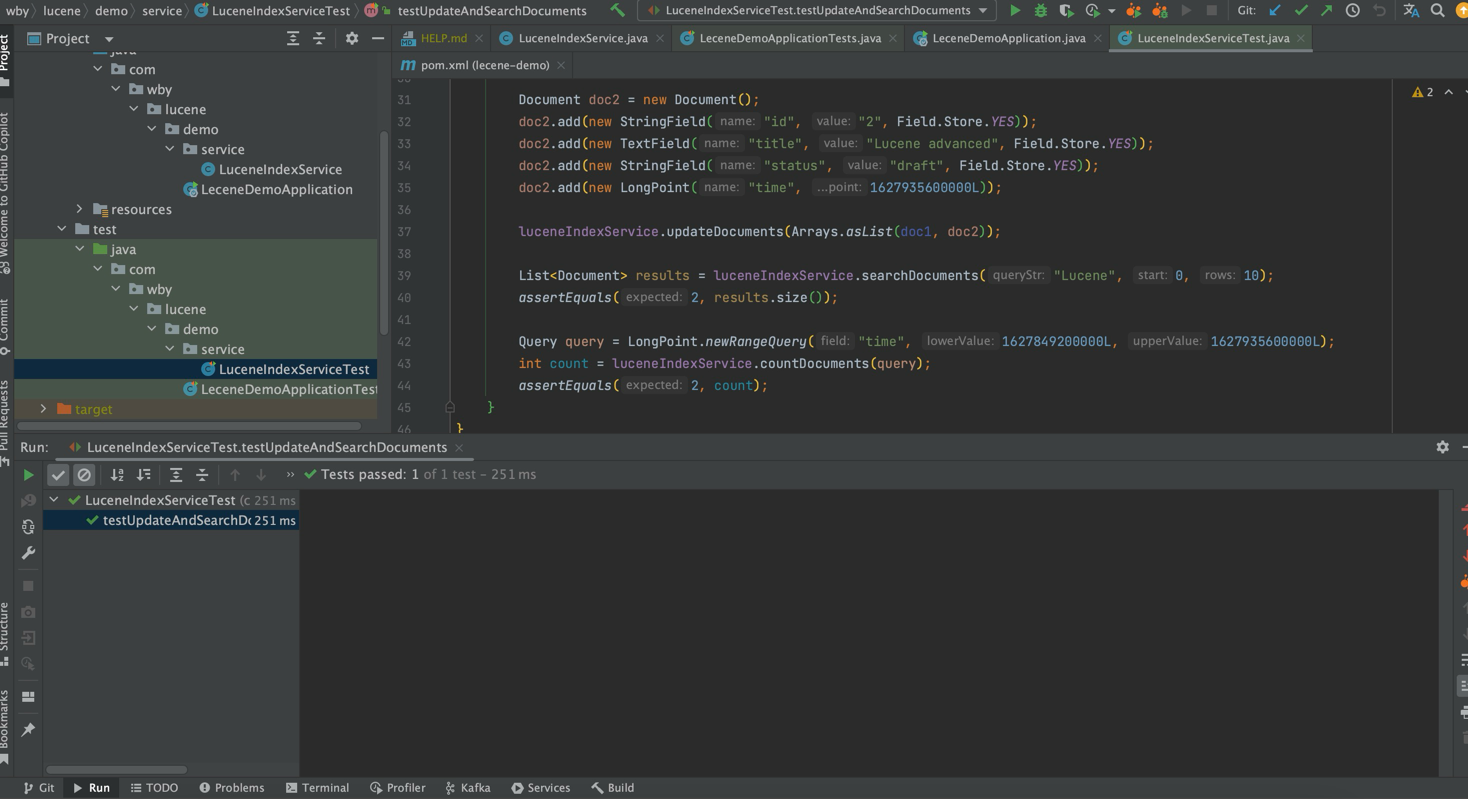 wby lucene demo service LuceneIndexServiceTest testUpdateAndSearchDocuments LuceneIndexServiceTest.testUpdateAndSearchDocuments Git:
Project HELP.md LuceneIndexService.java LeceneDemoApplicationTests.java LeceneDemoApplication.java LuceneIndexServiceTest.java
pom.xml (lecene-demo)
java
com
wby
lucene
demo
service
LuceneIndexService
LeceneDemoApplication
resources
test
java
com
wby
lucene
demo
service
LuceneIndexServiceTest
LeceneDemoApplicationTest
target
31 Document doc2 = new Document();
32 doc2.add(new StringField( name: "id", value: "2", Field.Store.YES));
33 doc2.add(new TextField( name: "title", value: "Lucene advanced", Field.Store.YES));
34 doc2.add(new StringField( name: "status", value: "draft", Field.Store.YES));
35 doc2.add(new LongPoint( name: "time", ...point: 1627935600000L));
36
37 luceneIndexService.updateDocuments(Arrays.asList(doc1, doc2));
38
39 List<Document> results = luceneIndexService.searchDocuments( queryStr: "Lucene", start: 0, rows: 10);
40 assertEquals( expected: 2, results.size());
41
42 Query query = LongPoint.newRangeQuery( field: "time", lowerValue: 1627849200000L, upperValue: 1627935600000L);
43 int count = luceneIndexService.countDocuments(query);
44 assertEquals( expected: 2, count);
45 }
46 }
2
Project
Welcome to GitHub Copilot
Commit
Pull Requests
Structure
Bookmarks
Run: LuceneIndexServiceTest.testUpdateAndSearchDocuments
Tests passed: 1 of 1 test – 251 ms
LuceneIndexServiceTest (c 251 ms
testUpdateAndSearchDo 251 ms
Git Run TODO Problems Terminal Profiler Kafka Services Build